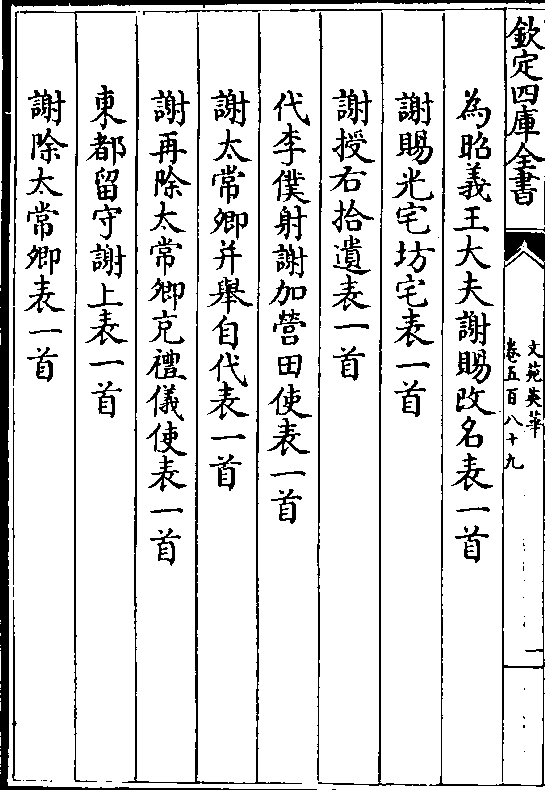 欽定四庫全書
文苑英華
卷五百八十九
一
為昭義王大夫謝賜改名表一首
謝賜光宅坊宅表一首
謝授右拾遺表一首
代李僕射謝加營田使表一首
謝太常卿并舉自代表一首
謝再除太常卿充禮儀使表一首
東都留守謝上表一首
謝除太常卿表一首